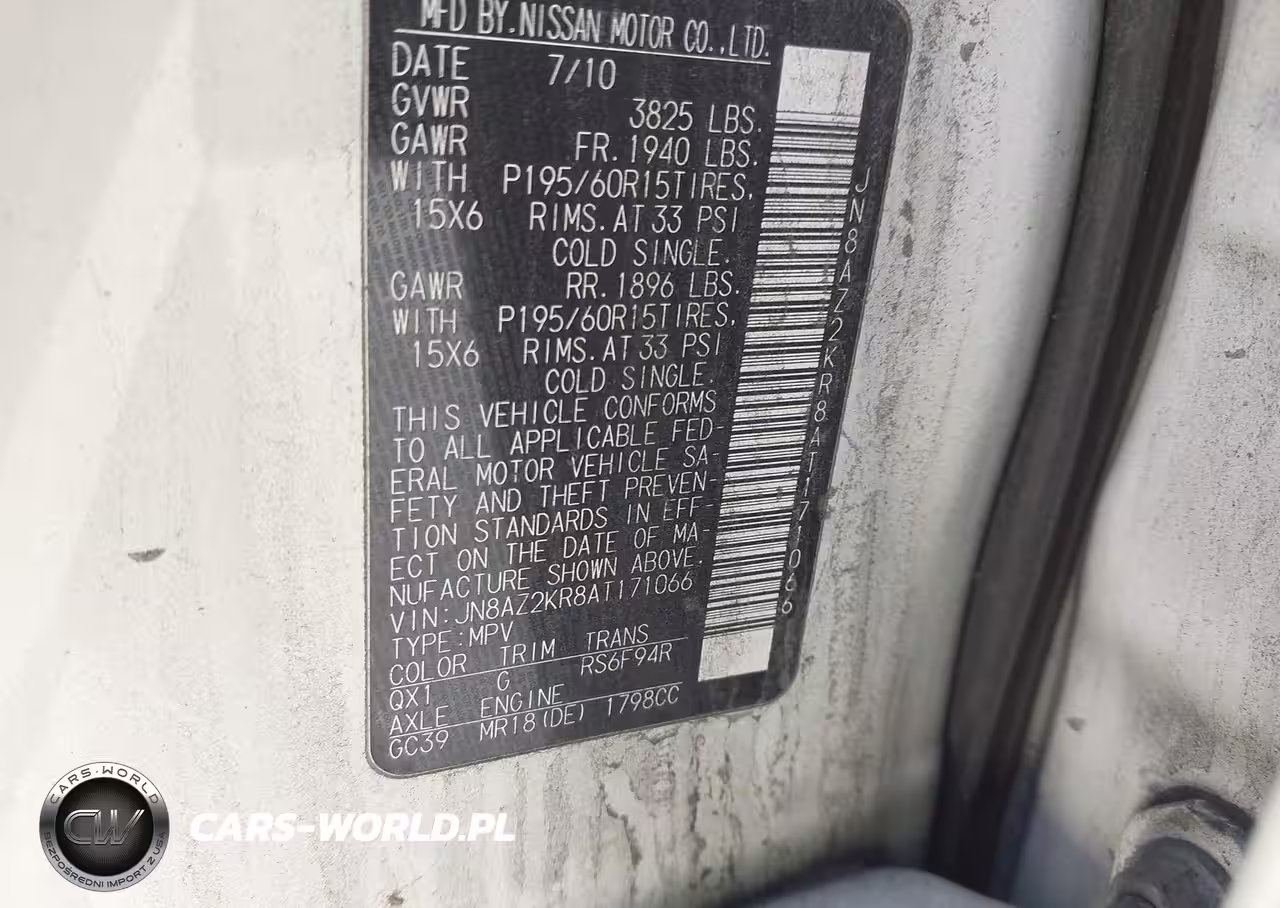 MFD BY.NISSAN MOTOR CO.,LTD.
DATE 7/10
GVWR 3825 LBS.
GAWR FR. 1940 LBS.
WITH P195/60R15TIRES,
15X6 RIMS. AT 33 PSI
COLD SINGLE.
GAWR RR. 1896 LBS.
WITH P195/60R15TIRES,
15X6 RIMS. AT 33 PSI
COLD SINGLE.
THIS VEHICLE CONFORMS
TO ALL APPLICABLE FED-
ERAL MOTOR VEHICLE SA-
FETY AND THEFT PREVEN-
TION STANDARDS IN EFF-
ECT ON THE DATE OF MA-
NUFACTURE SHOWN ABOVE.
VIN:JN8AZ2KR8AT171066
TYPE:MPV
COLOR TRIM TRANS
QX1 G RS6F94R
AXLE ENGINE
GC39 MR18(DE) 1798CC
JN8AZ2KR8AT171066
CARS-WORLD
CW
BEZPOŚREDNI IMPORT Z USA
CARS-WORLD.PL